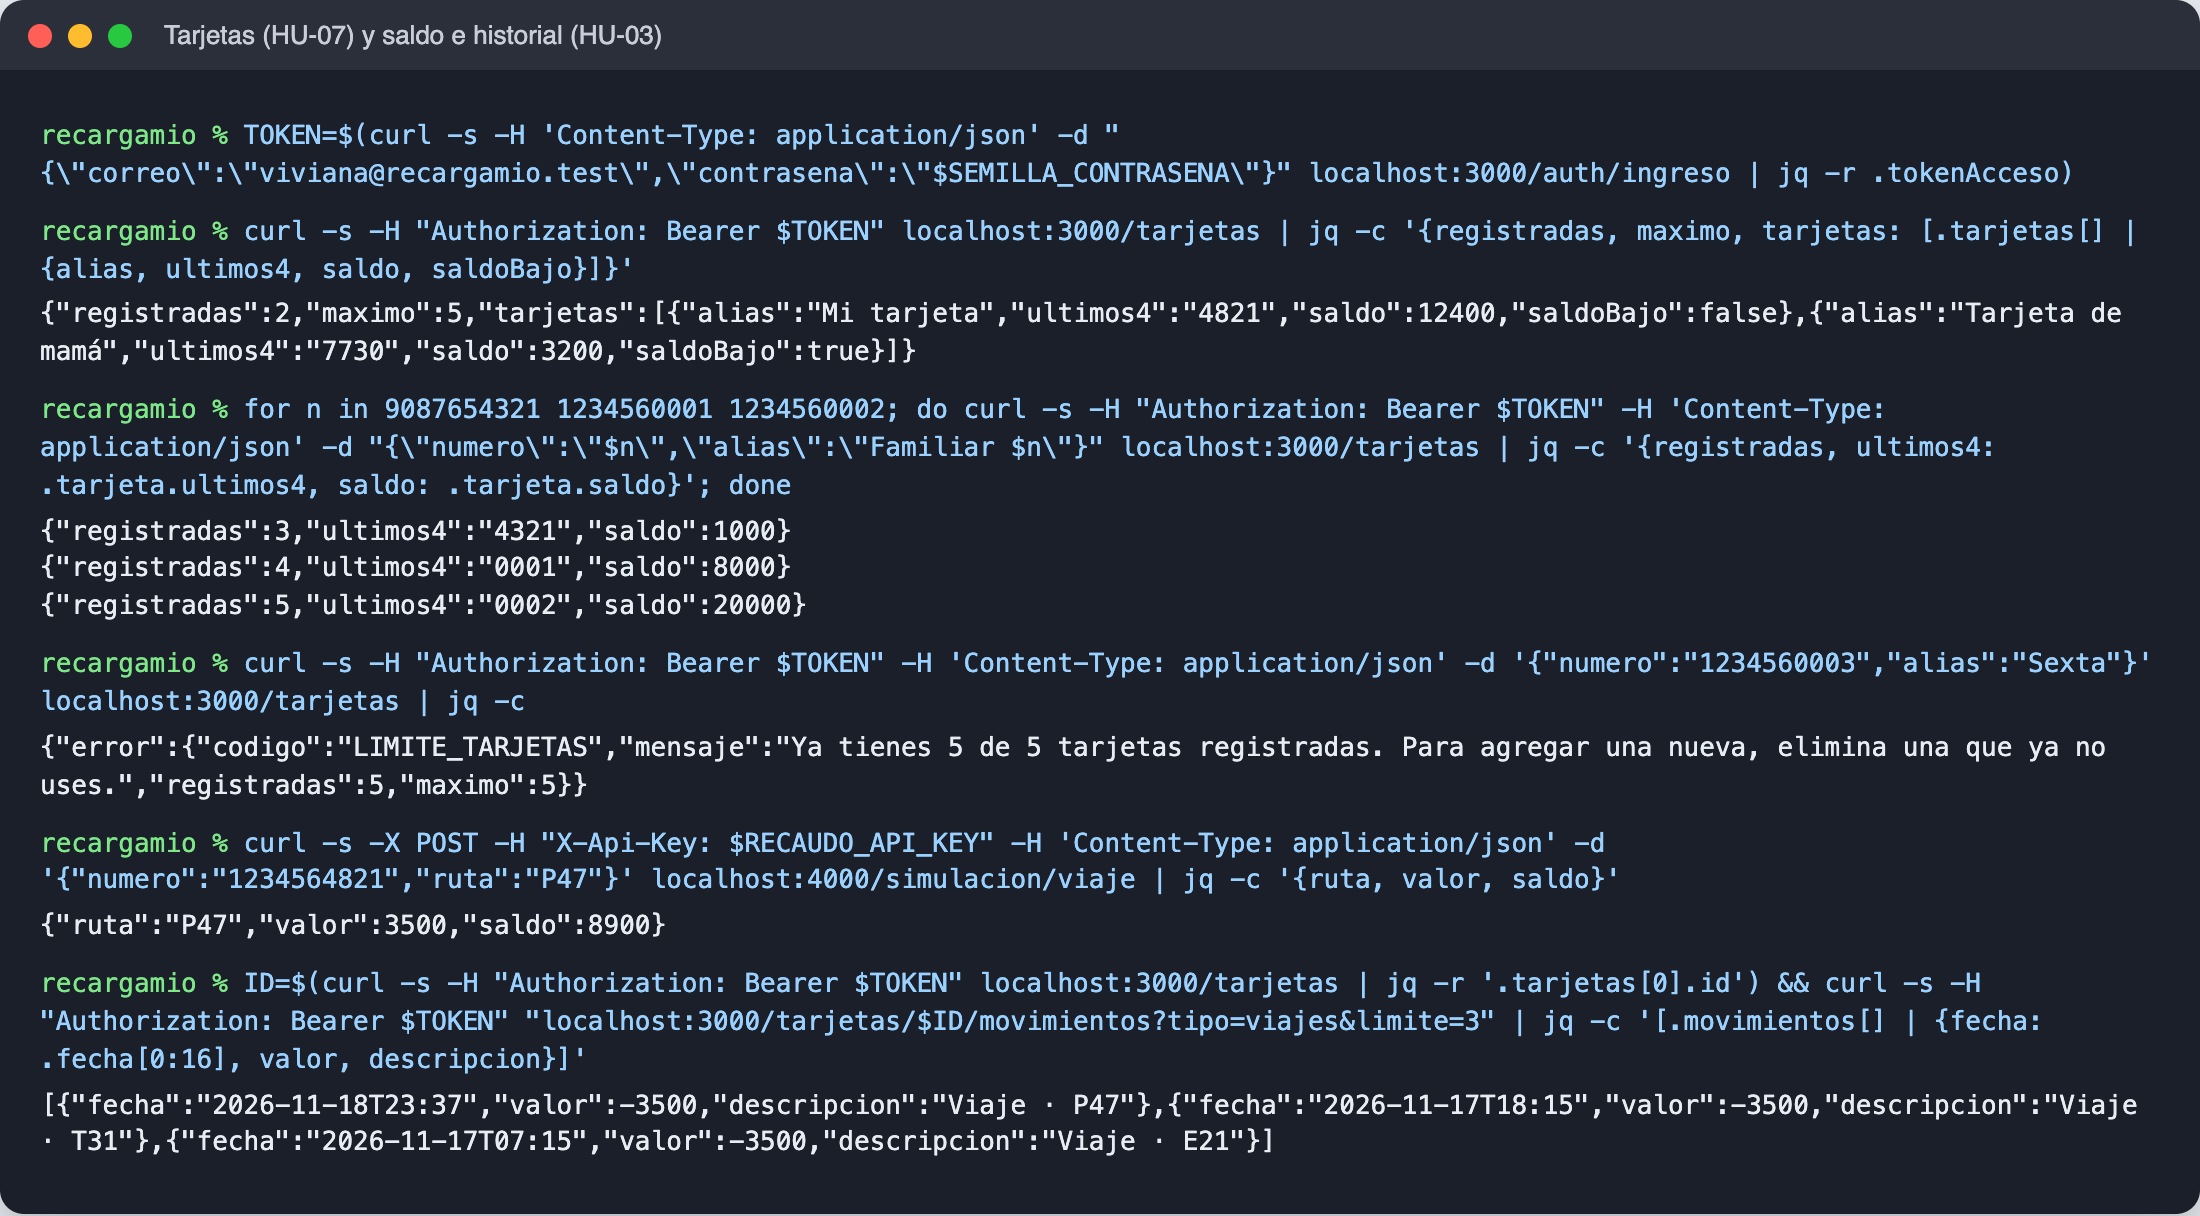 Tarjetas (HU-07) y saldo e historial (HU-03)
recargamio % TOKEN=$(curl -s -H 'Content-Type: application/json' -d "
{\"correo\":\"viviana@recargamio.test\",\"contrasena\":\"$SEMILLA_CONTRASENA\"}" localhost:3000/auth/ingreso | jq -r .tokenAcceso)
recargamio % curl -s -H "Authorization: Bearer $TOKEN" localhost:3000/tarjetas | jq -c '{registradas, maximo, tarjetas: [.tarjetas[] |
{alias, ultimos4, saldo, saldoBajo}]}'
{"registradas":2,"maximo":5,"tarjetas":[{"alias":"Mi tarjeta","ultimos4":"4821","saldo":12400,"saldoBajo":false},{"alias":"Tarjeta de
mamá","ultimos4":"7730","saldo":3200,"saldoBajo":true}]}
recargamio % for n in 9087654321 1234560001 1234560002; do curl -s -H "Authorization: Bearer $TOKEN" -H 'Content-Type:
application/json' -d "{\"numero\":\"$n\",\"alias\":\"Familiar $n\"}" localhost:3000/tarjetas | jq -c '{registradas, ultimos4:
.tarjeta.ultimos4, saldo: .tarjeta.saldo}'; done
{"registradas":3,"ultimos4":"4321","saldo":1000}
{"registradas":4,"ultimos4":"0001","saldo":8000}
{"registradas":5,"ultimos4":"0002","saldo":20000}
recargamio % curl -s -H "Authorization: Bearer $TOKEN" -H 'Content-Type: application/json' -d '{"numero":"1234560003","alias":"Sexta"}'
localhost:3000/tarjetas | jq -c
{"error":{"codigo":"LIMITE_TARJETAS","mensaje":"Ya tienes 5 de 5 tarjetas registradas. Para agregar una nueva, elimina una que ya no
uses.","registradas":5,"maximo":5}}
recargamio % curl -s -X POST -H "X-Api-Key: $RECAUDO_API_KEY" -H 'Content-Type: application/json' -d
'{"numero":"1234564821","ruta":"P47"}' localhost:4000/simulacion/viaje | jq -c '{ruta, valor, saldo}'
{"ruta":"P47","valor":3500,"saldo":8900}
recargamio % ID=$(curl -s -H "Authorization: Bearer $TOKEN" localhost:3000/tarjetas | jq -r '.tarjetas[0].id') && curl -s -H
"Authorization: Bearer $TOKEN" "localhost:3000/tarjetas/$ID/movimientos?tipo=viajes&limite=3" | jq -c '[.movimientos[] | {fecha:
.fecha[0:16], valor, descripcion}]'
[{"fecha":"2026-11-18T23:37","valor":-3500,"descripcion":"Viaje · P47"},{"fecha":"2026-11-17T18:15","valor":-3500,"descripcion":"Viaje
· T31"},{"fecha":"2026-11-17T07:15","valor":-3500,"descripcion":"Viaje · E21"}]